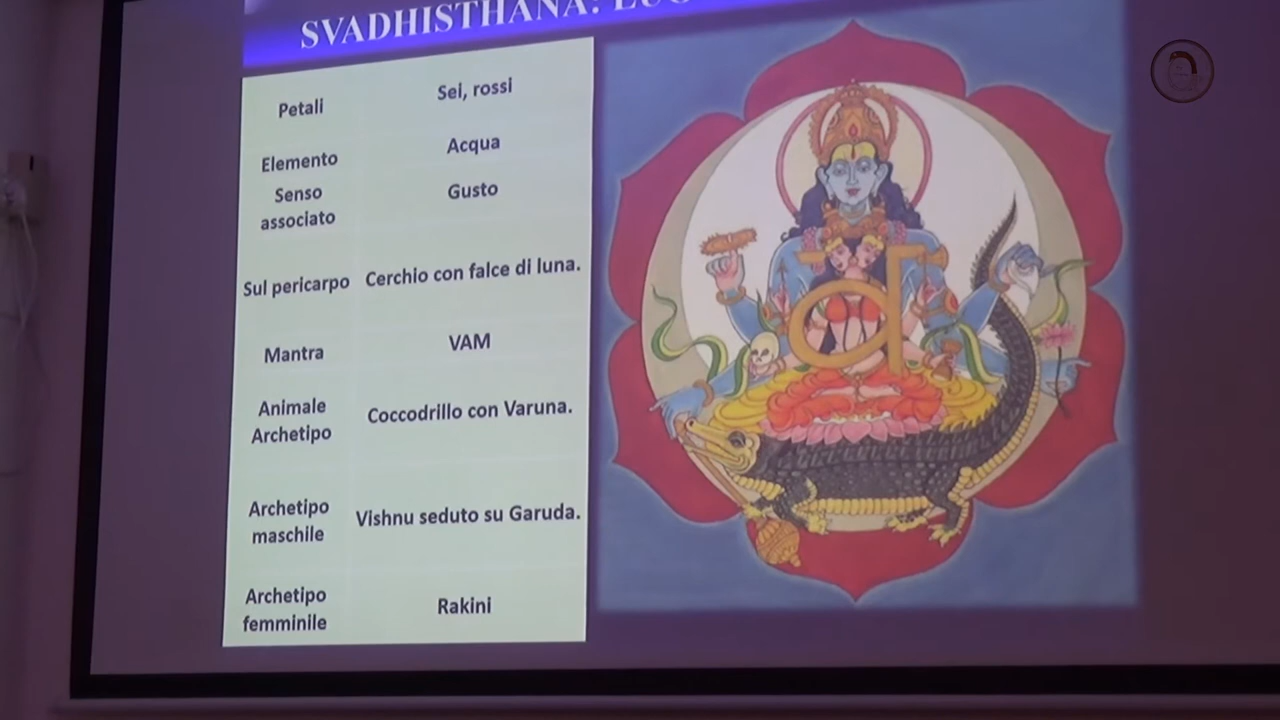 SVADHISTHANA:
Petali Sei, rossi
Elemento Acqua
Senso
associato
Gusto
Sul pericarpo Cerchio con falce di luna.
Mantra VAM
Animale
Archetipo
Coccodrillo con Varuna.
Archetipo
maschile
Vishnu seduto su Garuda.
Archetipo
femminile
Rakini